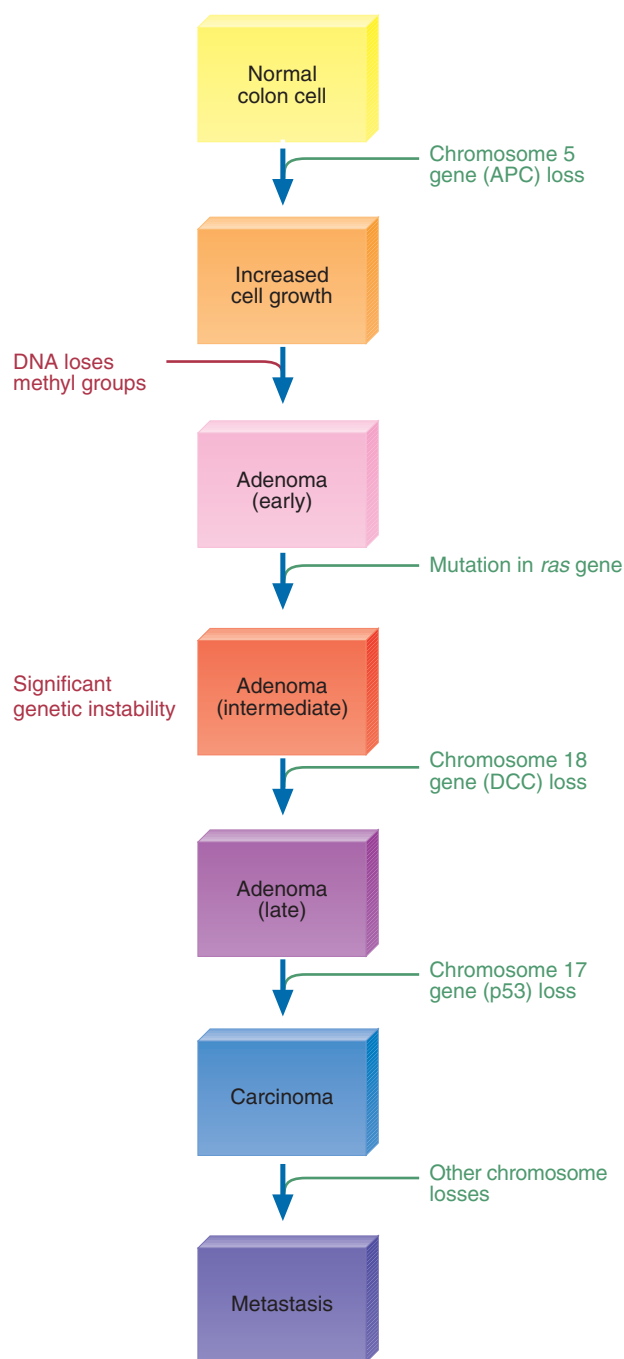 Normal
colon cell
Chromosome 5
gene (APC) loss
Increased
cell growth
DNA loses
methyl groups
Adenoma
(early)
Mutation in ras gene
Adenoma
(intermediate)
Significant
genetic instability
Chromosome 18
gene (DCC) loss
Adenoma
(late)
Chromosome 17
gene (p53) loss
Carcinoma
Other chromosome
losses
Metastasis